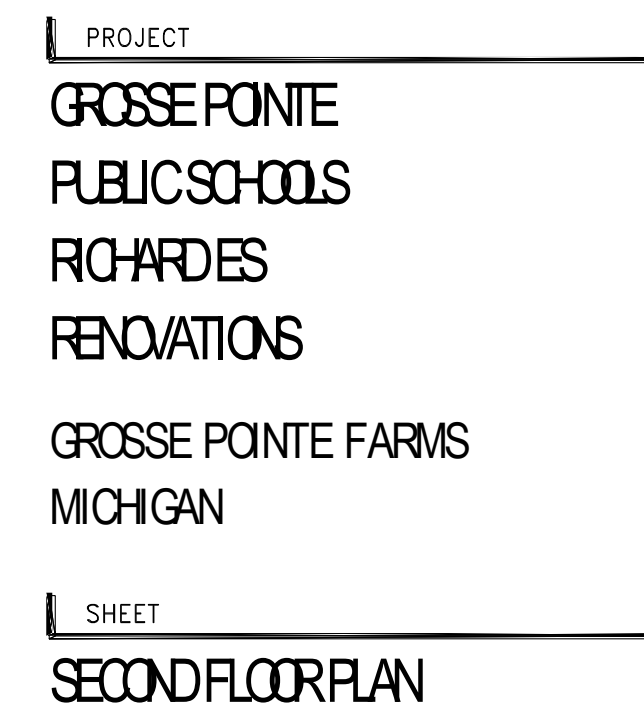 PROJECT
GROSSE POINTE
PUBLIC SCHOOLS
RICHARD ES
RENOVATIONS
GROSSE POINTE FARMS
MICHIGAN
SHEET
SECOND FLOOR PLAN